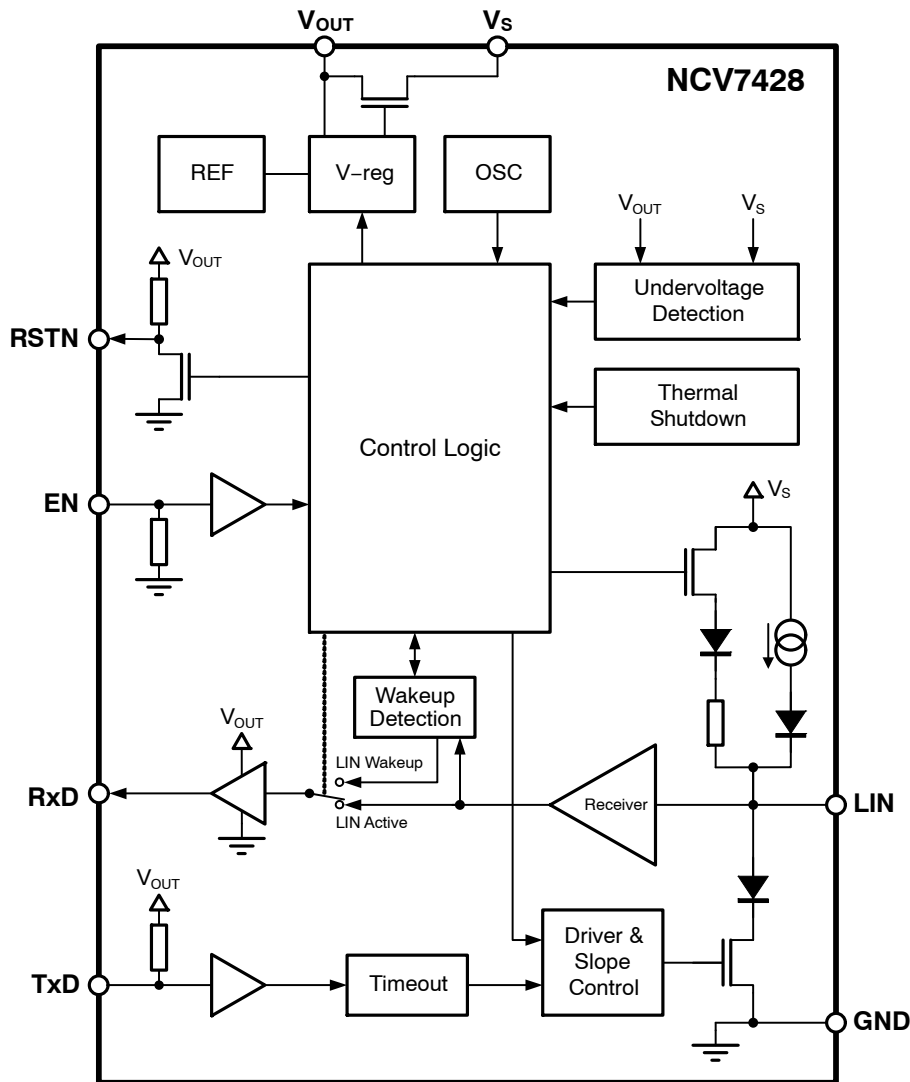 VOUT
VS
NCV7428
REF
V–reg
OSC
VOUT
VS
Undervoltage
Detection
VOUT
RSTN
Thermal
Shutdown
Control Logic
EN
VS
Wakeup
Detection
VOUT
LIN Wakeup
RxD
Receiver
LIN
LIN Active
VOUT
Driver &
Slope
Control
TxD
Timeout
GND